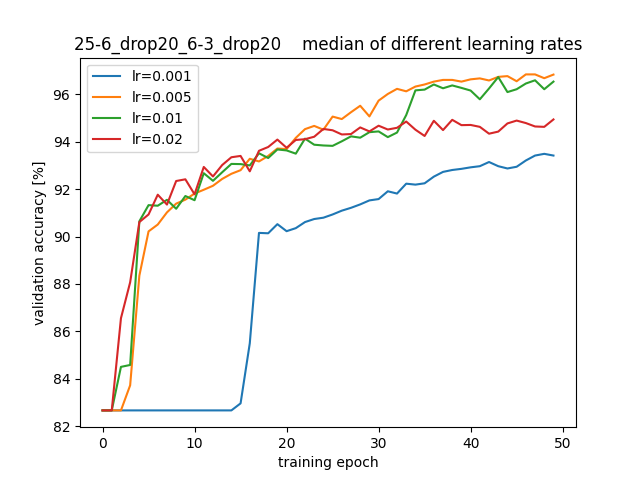 25-6_drop20_6-3_drop20    median of different learning rates
lr=0.001
lr=0.005
lr=0.01
lr=0.02
validation accuracy [%]
96
94
92
90
88
86
84
82
0 10 20 30 40 50
training epoch